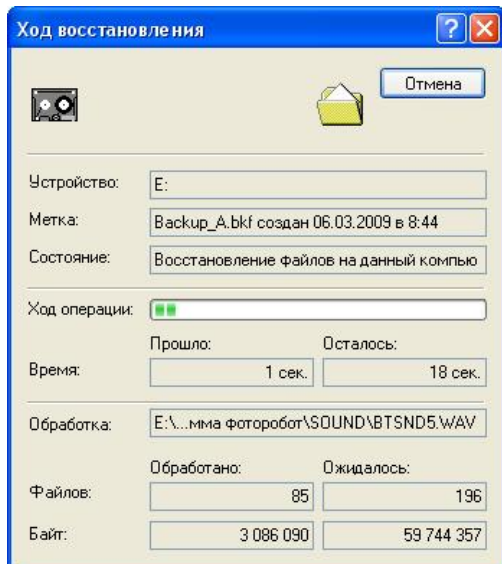 Ход восстановления
Отмена
Устройство: E:
Метка: Backup_A.bkf создан 06.03.2009 в 8:44
Состояние: Восстановление файлов на данный компью
Ход операции:
Прошло: Осталось:
Время: 1 сек. 18 сек.
Обработка: E:\...мма фоторобот\SOUND\BTSND5.WAV
Обработано: Ожидалось:
Файлов: 85 196
Байт: 3 086 090 59 744 357